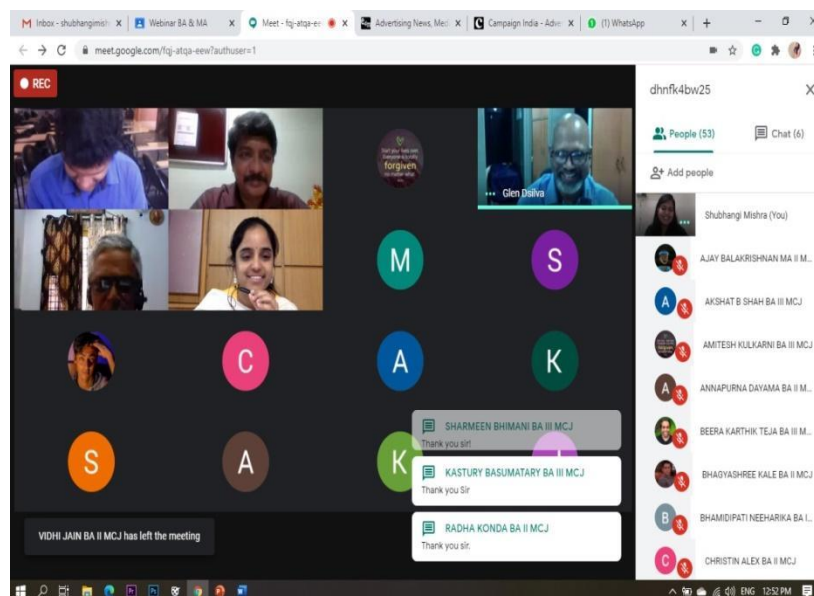 Inbox - shubhangimish
Webinar BA & MA
Meet - fqj-atqa-ee
Advertising News, Med
Campaign India - Adve
(1) WhatsApp
meet.google.com/fqj-atqa-eew?authuser=1
REC
dhnfk4bw25
People (53)
Chat (6)
Add people
forgiven
Glen Dsilva
Shubhangi Mishra (You)
M
S
AJAY BALAKRISHNAN MA II M...
A
AKSHAT B SHAH BA III MCJ
AMITESH KULKARNI BA III MCJ
C
A
K
A
ANNAPURNA DAYAMA BA II M...
BEERA KARTHIK TEJA BA III M...
SHARMEEN BHIMANI BA III MCJ
Thank you sir!
S
A
K
KASTURY BASUMATARY BA III MCJ
Thank you Sir
BHAGYASHREE KALE BA II MCJ
B
BHAMIDIPATI NEEHARIKA BA I...
RADHA KONDA BA II MCJ
Thank you sir.
VIDHI JAIN BA II MCJ has left the meeting
C
CHRISTIN ALEX BA II MCJ
ENG
12:52 PM